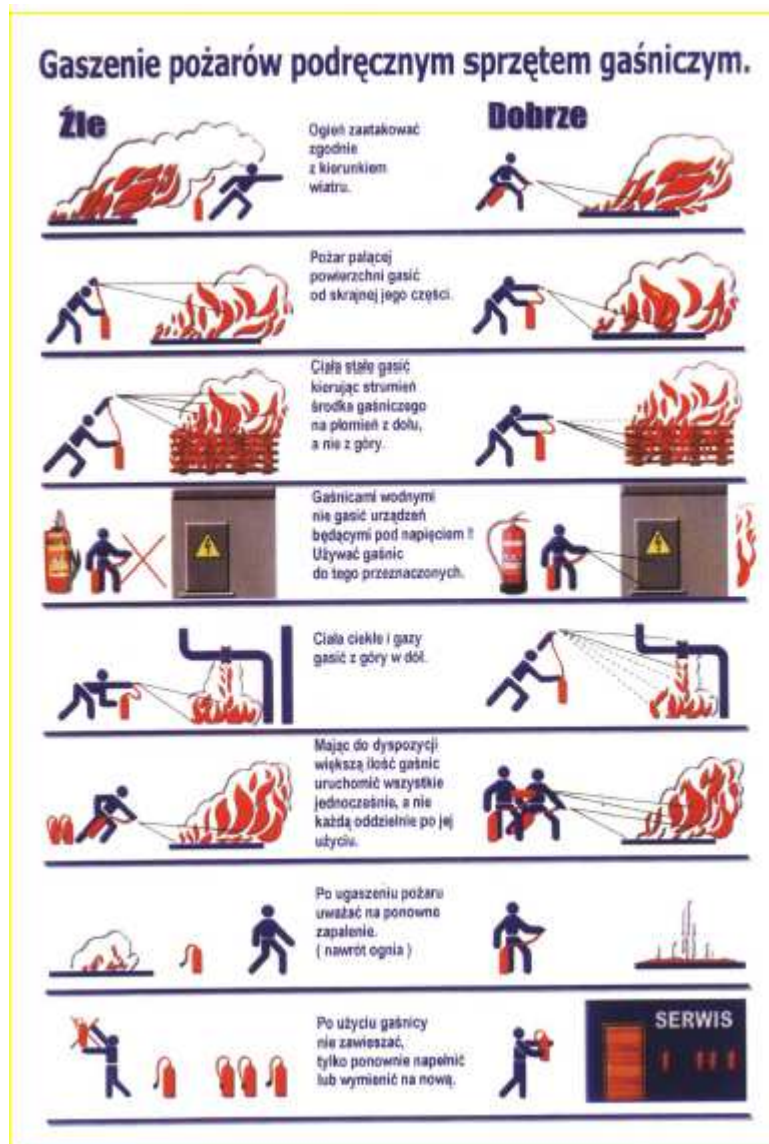 Gaszenie pożarów podręcznym sprzętem gaśniczym.
Źle
Dobrze
Ogień zaatakować
zgodnie
z kierunkiem
wiatru.
Pożar palącej
powierzchni gasić
od skrajnej jego części.
Ciała stałe gasić
kierując strumień
środka gaśniczego
na płomień z dołu,
a nie z góry.
Gaśnicami wodnymi
nie gasić urządzeń
będącymi pod napięciem !!
Używać gaśnic
do tego przeznaczonych.
Ciała ciekłe i gazy
gasić z góry w dół.
Mając do dyspozycji
większą ilość gaśnic
uruchomić wszystkie
jednocześnie, a nie
każdą oddzielnie po jej
użyciu.
Po ugaszeniu pożaru
uważać na ponowne
zapalenie.
( nawrót ognia )
Po użyciu gaśnicy
nie zawieszać,
tylko ponownie napełnić
lub wymienić na nową.
SERWIS